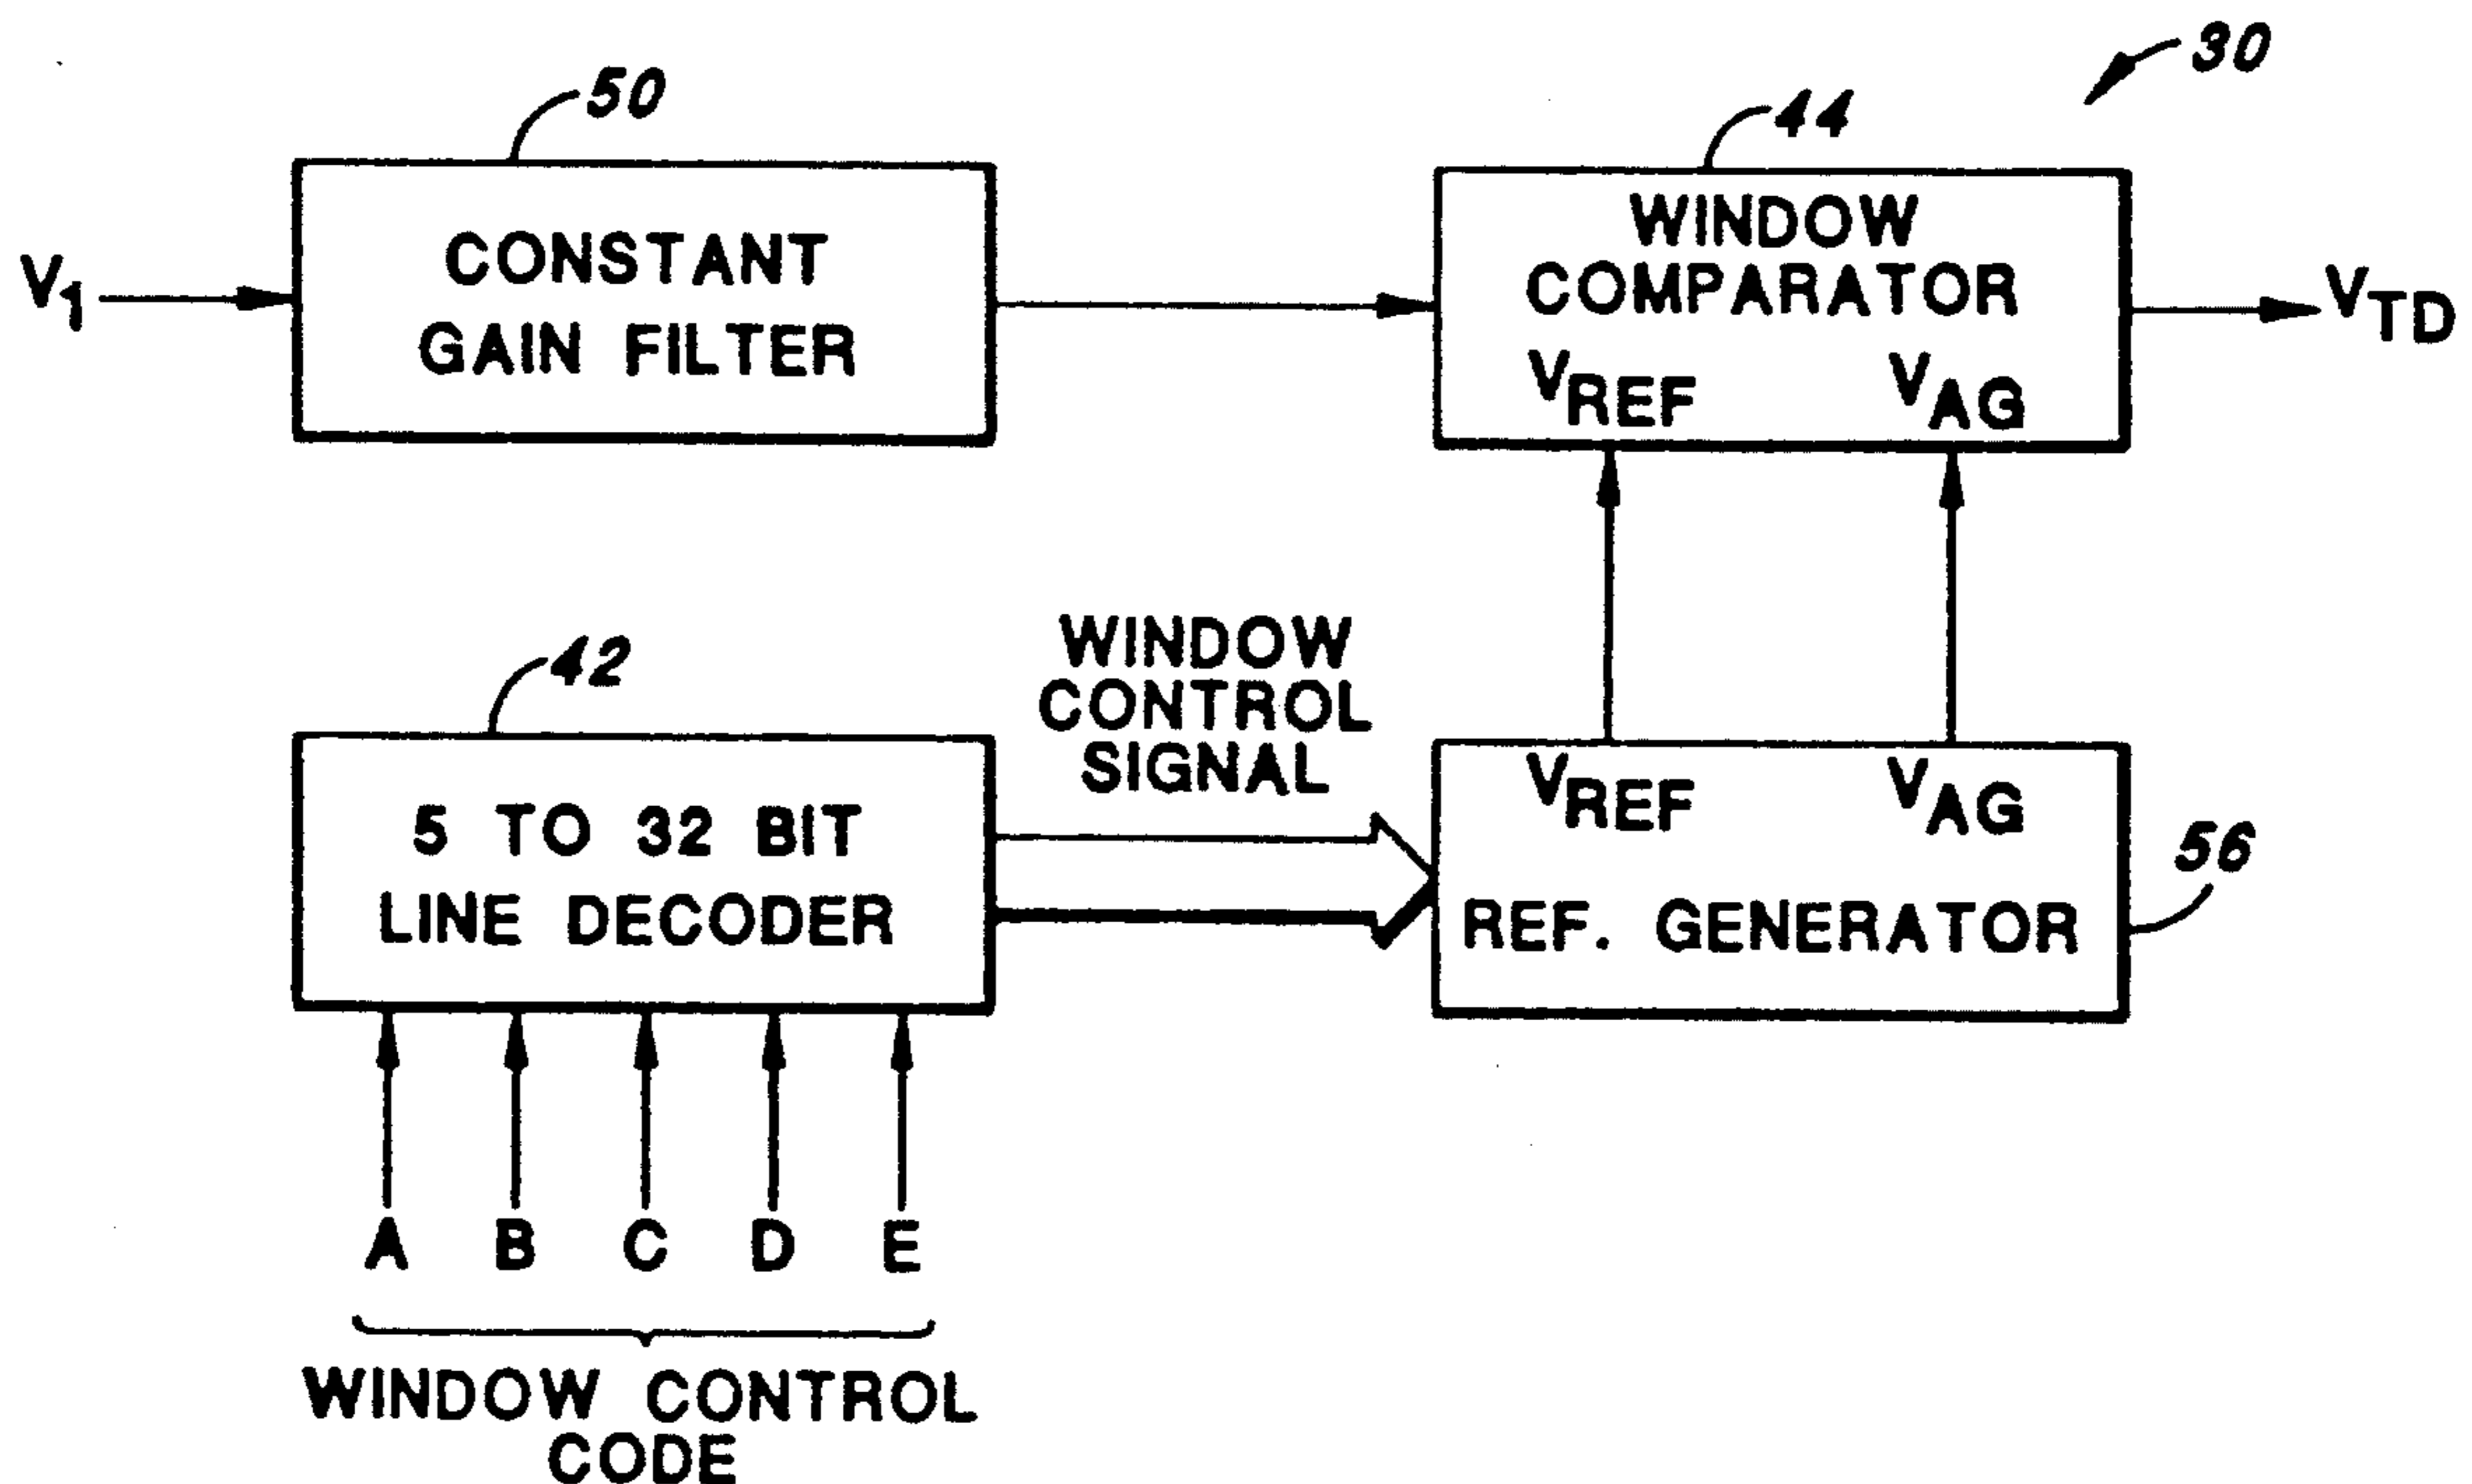 30
50
44
V1
CONSTANT
GAIN FILTER
WINDOW
COMPARATOR
VREF VAG
VTD
42
WINDOW
CONTROL
SIGNAL
5 TO 32 BIT
LINE DECODER
VREF VAG
REF. GENERATOR
56
A B C D E
WINDOW CONTROL
CODE